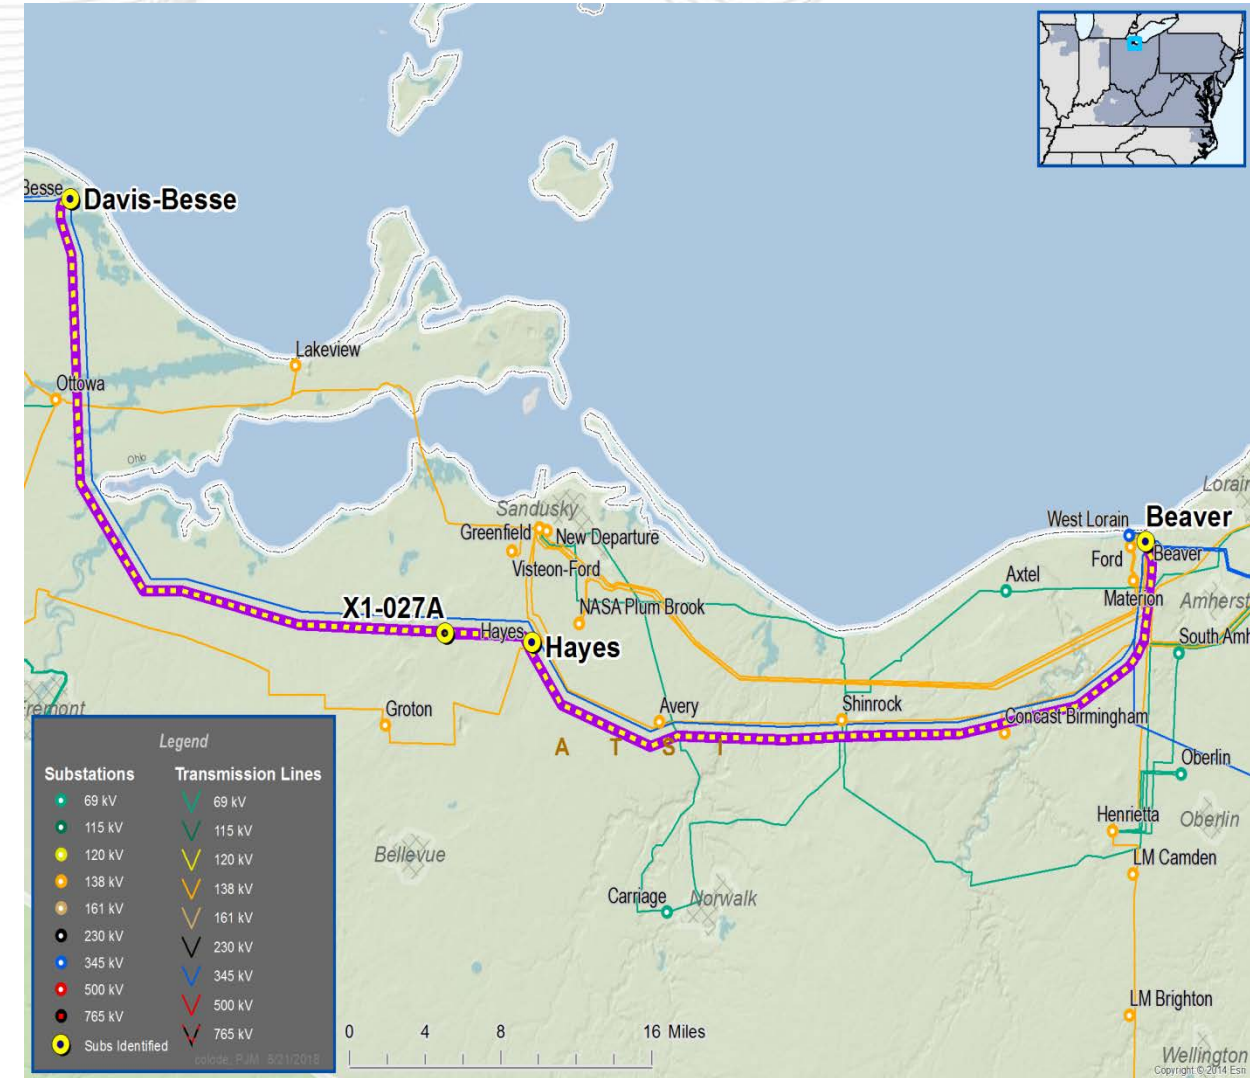 Besse
Davis-Besse
Lakeview
Ottowa
Ohio
Sandusky
Greenfield
New Departure
Visteon-Ford
NASA Plum Brook
X1-027A
Hayes
Hayes
Lorain
West Lorain
Beaver
Ford
Beaver
Axtel
Materion
Amherst
South Amh
Groton
Avery
Shinrock
Concast Birmingham
A T S I
Fremont
Oberlin
Henrietta
Oberlin
LM Camden
Bellevue
Carriage
Norwalk
LM Brighton
Wellington
Legend
Substations Transmission Lines
69 kV 69 kV
115 kV 115 kV
120 kV 120 kV
138 kV 138 kV
161 kV 161 kV
230 kV 230 kV
345 kV 345 kV
500 kV 500 kV
765 kV 765 kV
Subs Identified
PJM 8/21/2018
0 4 8 16 Miles
Copyright © 2014 Esri